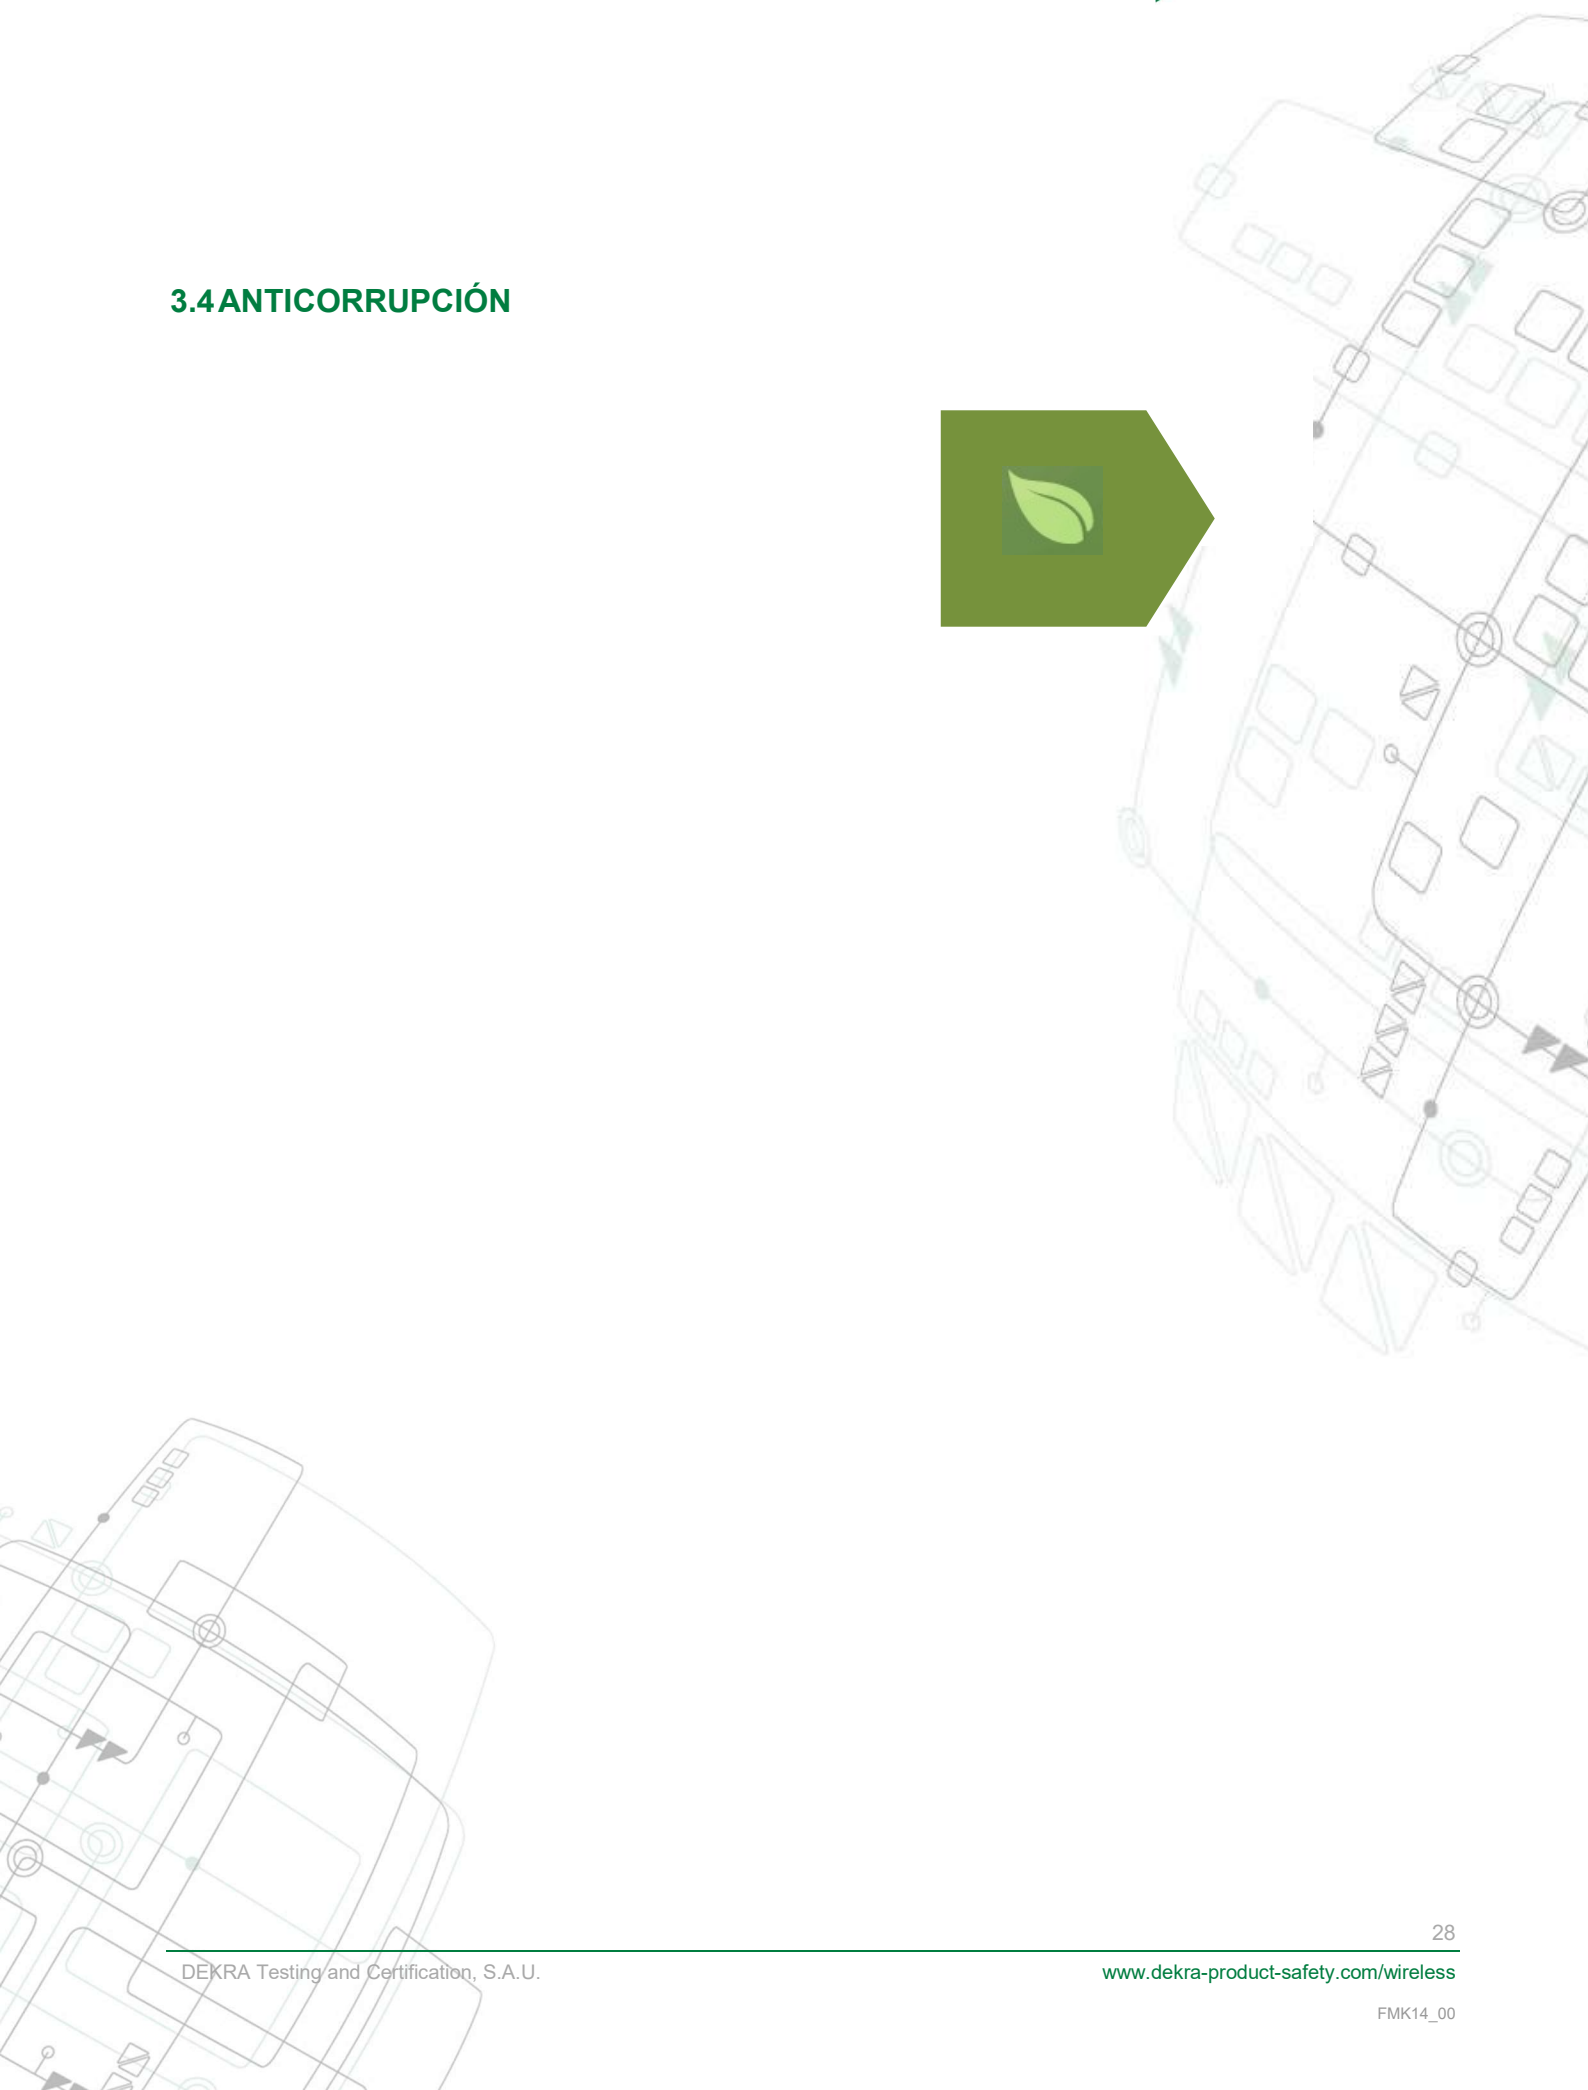 3.4 ANTICORRUPCIÓN
28
DEKRA Testing and Certification, S.A.U.
www.dekra-product-safety.com/wireless
FMK14_00